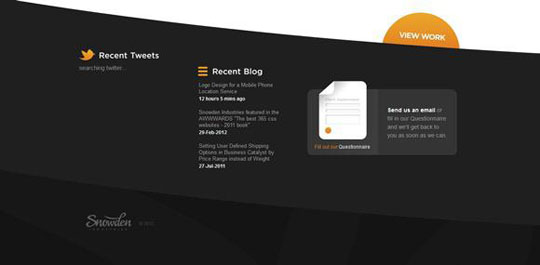 VIEW WORK
Recent Tweets
searching twitter...
Recent Blog
Logo Design for a Mobile Phone
Location Service
12 hours 5 mins ago
Snowden Industries featured in the
AWWWARDS "The best 365 css
websites - 2011 book"
29-Feb-2012
Setting User Defined Shipping
Options in Business Catalyst by
Price Range instead of Weight
27-Jul-2011
Fill out our Questionnaire
Send us an email or
fill in our Questionnaire
and we'll get back to
you as soon as we can.
Snowden
INDUSTRIES